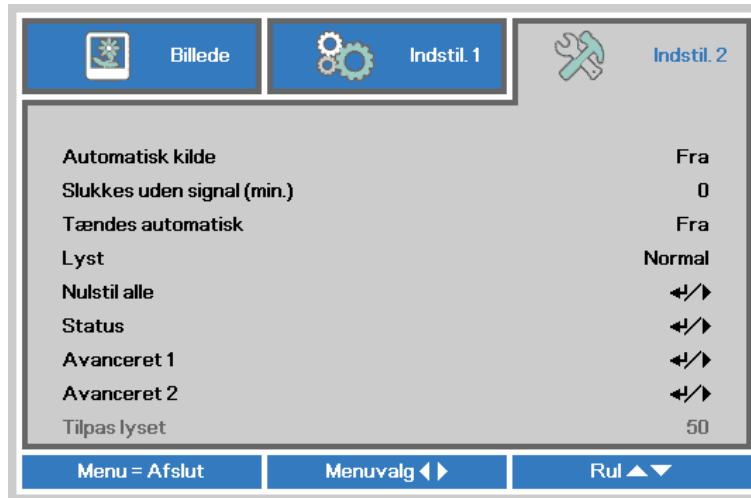 Billede Indstil. 1 Indstil. 2
Automatisk kilde Fra
Slukkes uden signal (min.) 0
Tændes automatisk Fra
Lyst Normal
Nulstil alle
Status
Avanceret 1
Avanceret 2
Tilpas lyset 50
Menu = Afslut Menuvalg Rul